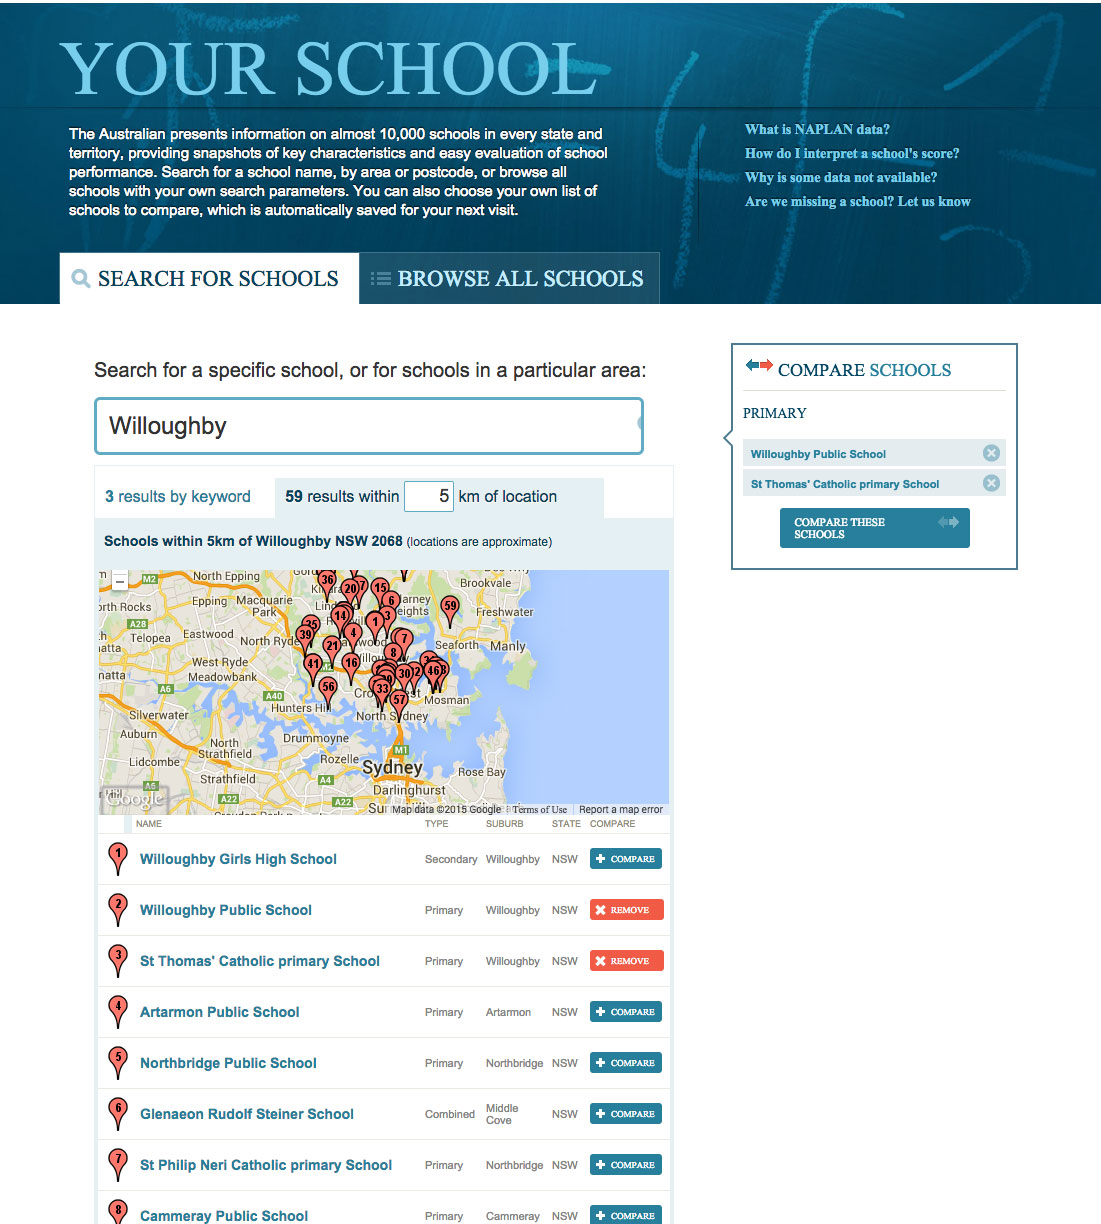 YOUR SCHOOL
The Australian presents information on almost 10,000 schools in every state and
territory, providing snapshots of key characteristics and easy evaluation of school
performance. Search for a school name, by area or postcode, or browse all
schools with your own search parameters. You can also choose your own list of
schools to compare, which is automatically saved for your next visit.
What is NAPLAN data?
How do I interpret a school's score?
Why is some data not available?
Are we missing a school? Let us know
SEARCH FOR SCHOOLS
BROWSE ALL SCHOOLS
Search for a specific school, or for schools in a particular area:
Willoughby
3 results by keyword
59 results within 5 km of location
Schools within 5km of Willoughby NSW 2068 (locations are approximate)
COMPARE SCHOOLS
PRIMARY
Willoughby Public School
St Thomas' Catholic primary School
COMPARE THESE
SCHOOLS
M2
North Epping
36
20
15
Brookvale
Epping
Macquarie
Park
6
59
Freshwater
14
3
1
A28
Telopea
Eastwood
North Ryde
39
4
7
21
8
Seaforth
Manly
West Ryde
Meadowbank
41
16
30
46
A6
56
33
57
Mosman
A40
Hunters Hill
North Sydney
Silverwater
Auburn
Drummoyne
M1
North
Strathfield
Lidcombe
Rozelle
Sydney
Rose Bay
Strathfield
A4
Darlinghurst
A6
A22
A22
Google
Map data ©2015 Google
Terms of Use
Report a map error
NAME TYPE SUBURB STATE COMPARE
1 Willoughby Girls High School Secondary Willoughby NSW COMPARE
2 Willoughby Public School Primary Willoughby NSW REMOVE
3 St Thomas' Catholic primary School Primary Willoughby NSW REMOVE
4 Artarmon Public School Primary Artarmon NSW COMPARE
5 Northbridge Public School Primary Northbridge NSW COMPARE
6 Glenaeon Rudolf Steiner School Combined Middle Cove NSW COMPARE
7 St Philip Neri Catholic primary School Primary Northbridge NSW COMPARE
8 Cammeray Public School Primary Cammeray NSW COMPARE